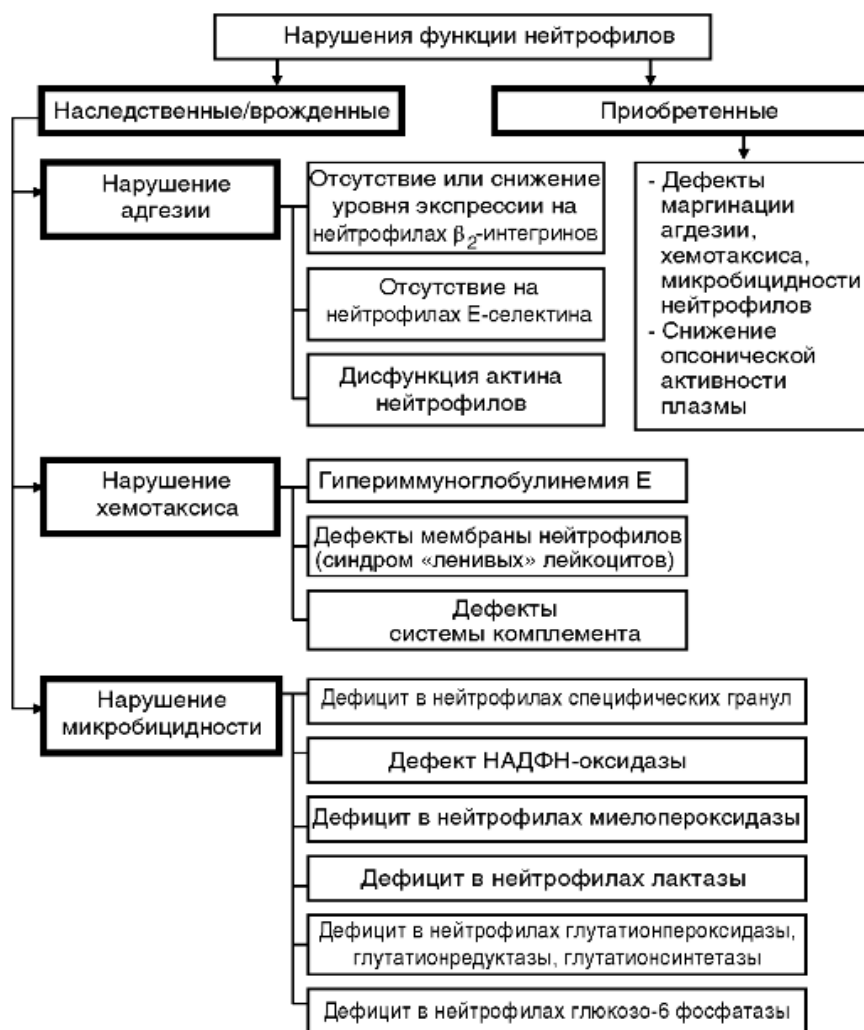 Нарушения функции нейтрофилов
Наследственные/врожденные
Приобретенные
Нарушение
адгезии
Отсутствие или снижение
уровня экспрессии на
нейтрофилах β₂-интегринов
Отсутствие на
нейтрофилах Е-селектина
Дисфункция актина
нейтрофилов
- Дефекты
маргинации
агдезии,
хемотаксиса,
микробицидности
нейтрофилов
- Снижение
опсонической
активности
плазмы
Нарушение
хемотаксиса
Гипериммуноглобулинемия Е
Дефекты мембраны нейтрофилов
(синдром «ленивых» лейкоцитов)
Дефекты
системы комплемента
Нарушение
микробицидности
Дефицит в нейтрофилах специфических гранул
Дефект НАДФН-оксидазы
Дефицит в нейтрофилах миелопероксидазы
Дефицит в нейтрофилах лактазы
Дефицит в нейтрофилах глутатионпероксидазы,
глутатионредуктазы, глутатионсинтетазы
Дефицит в нейтрофилах глюкозо-6 фосфатазы